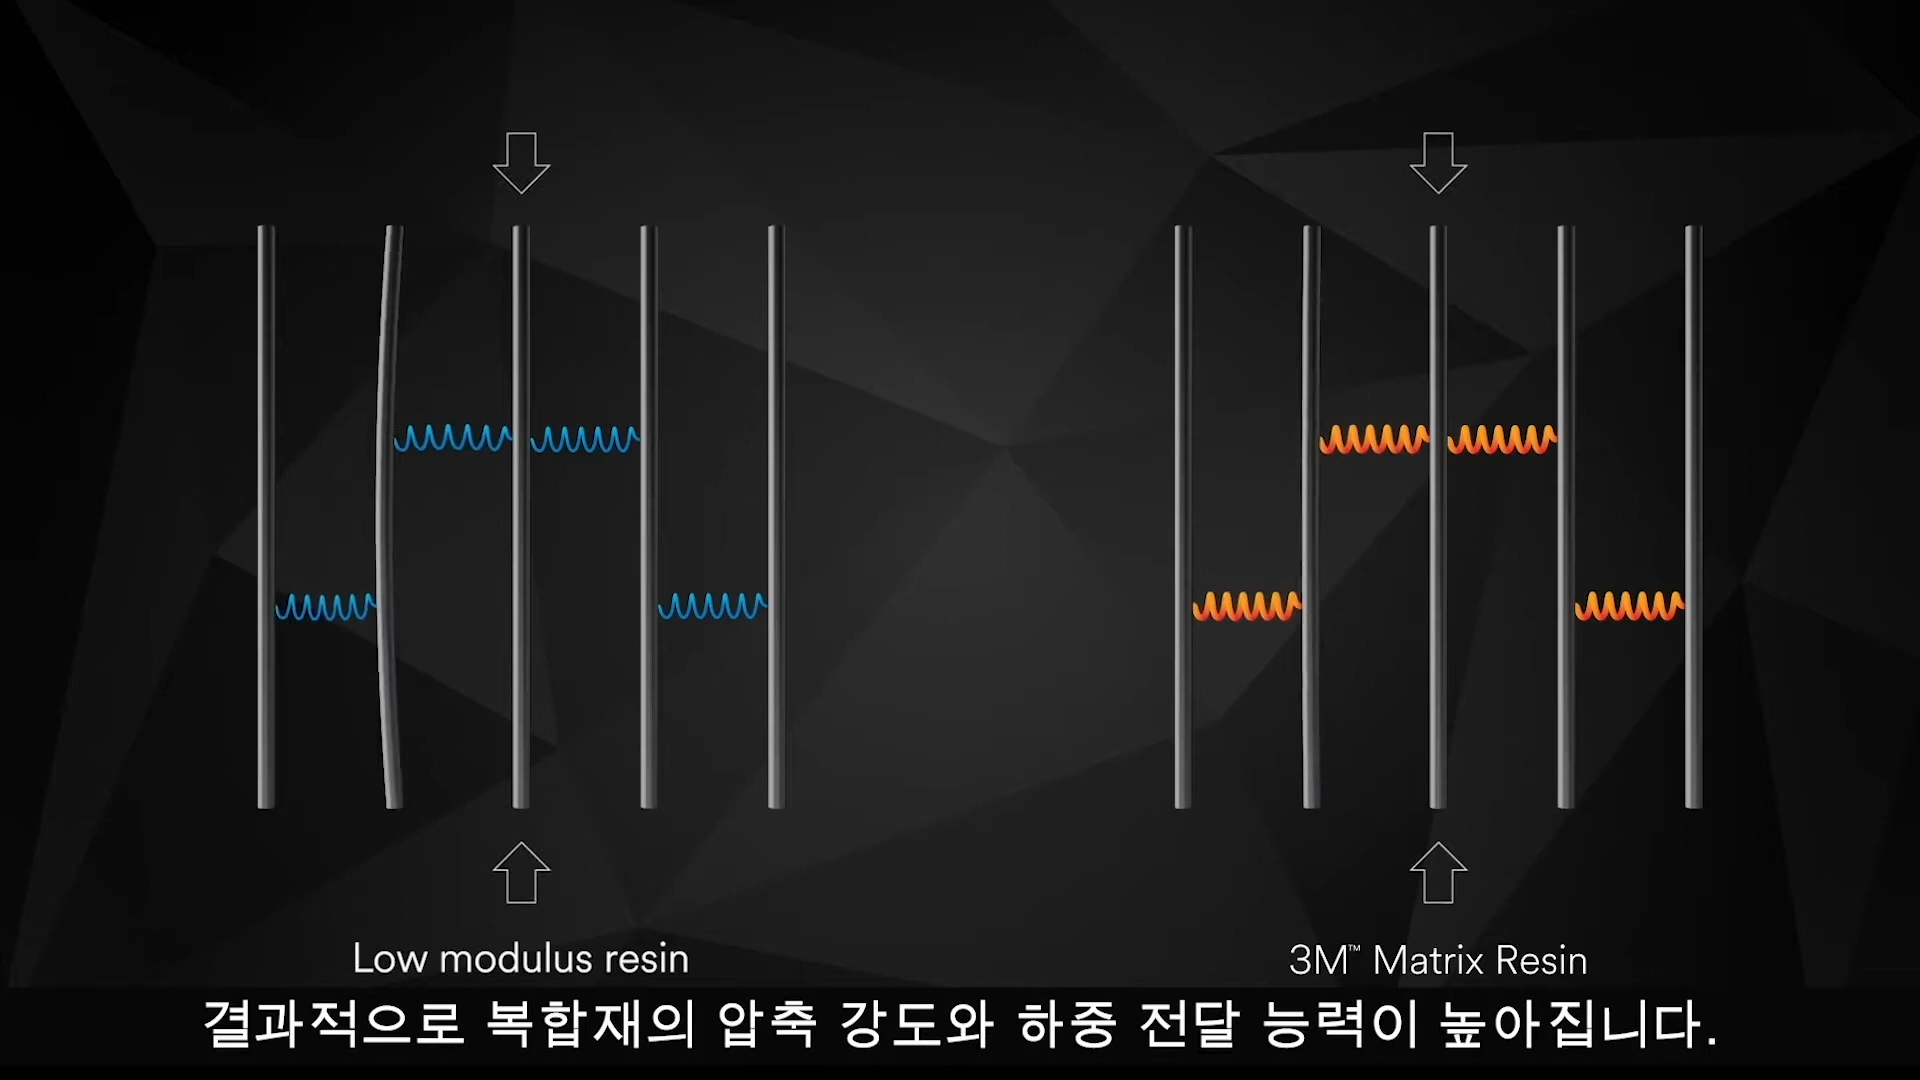 Low modulus resin
3M™ Matrix Resin
결과적으로 복합재의 압축 강도와 하중 전달 능력이 높아집니다.